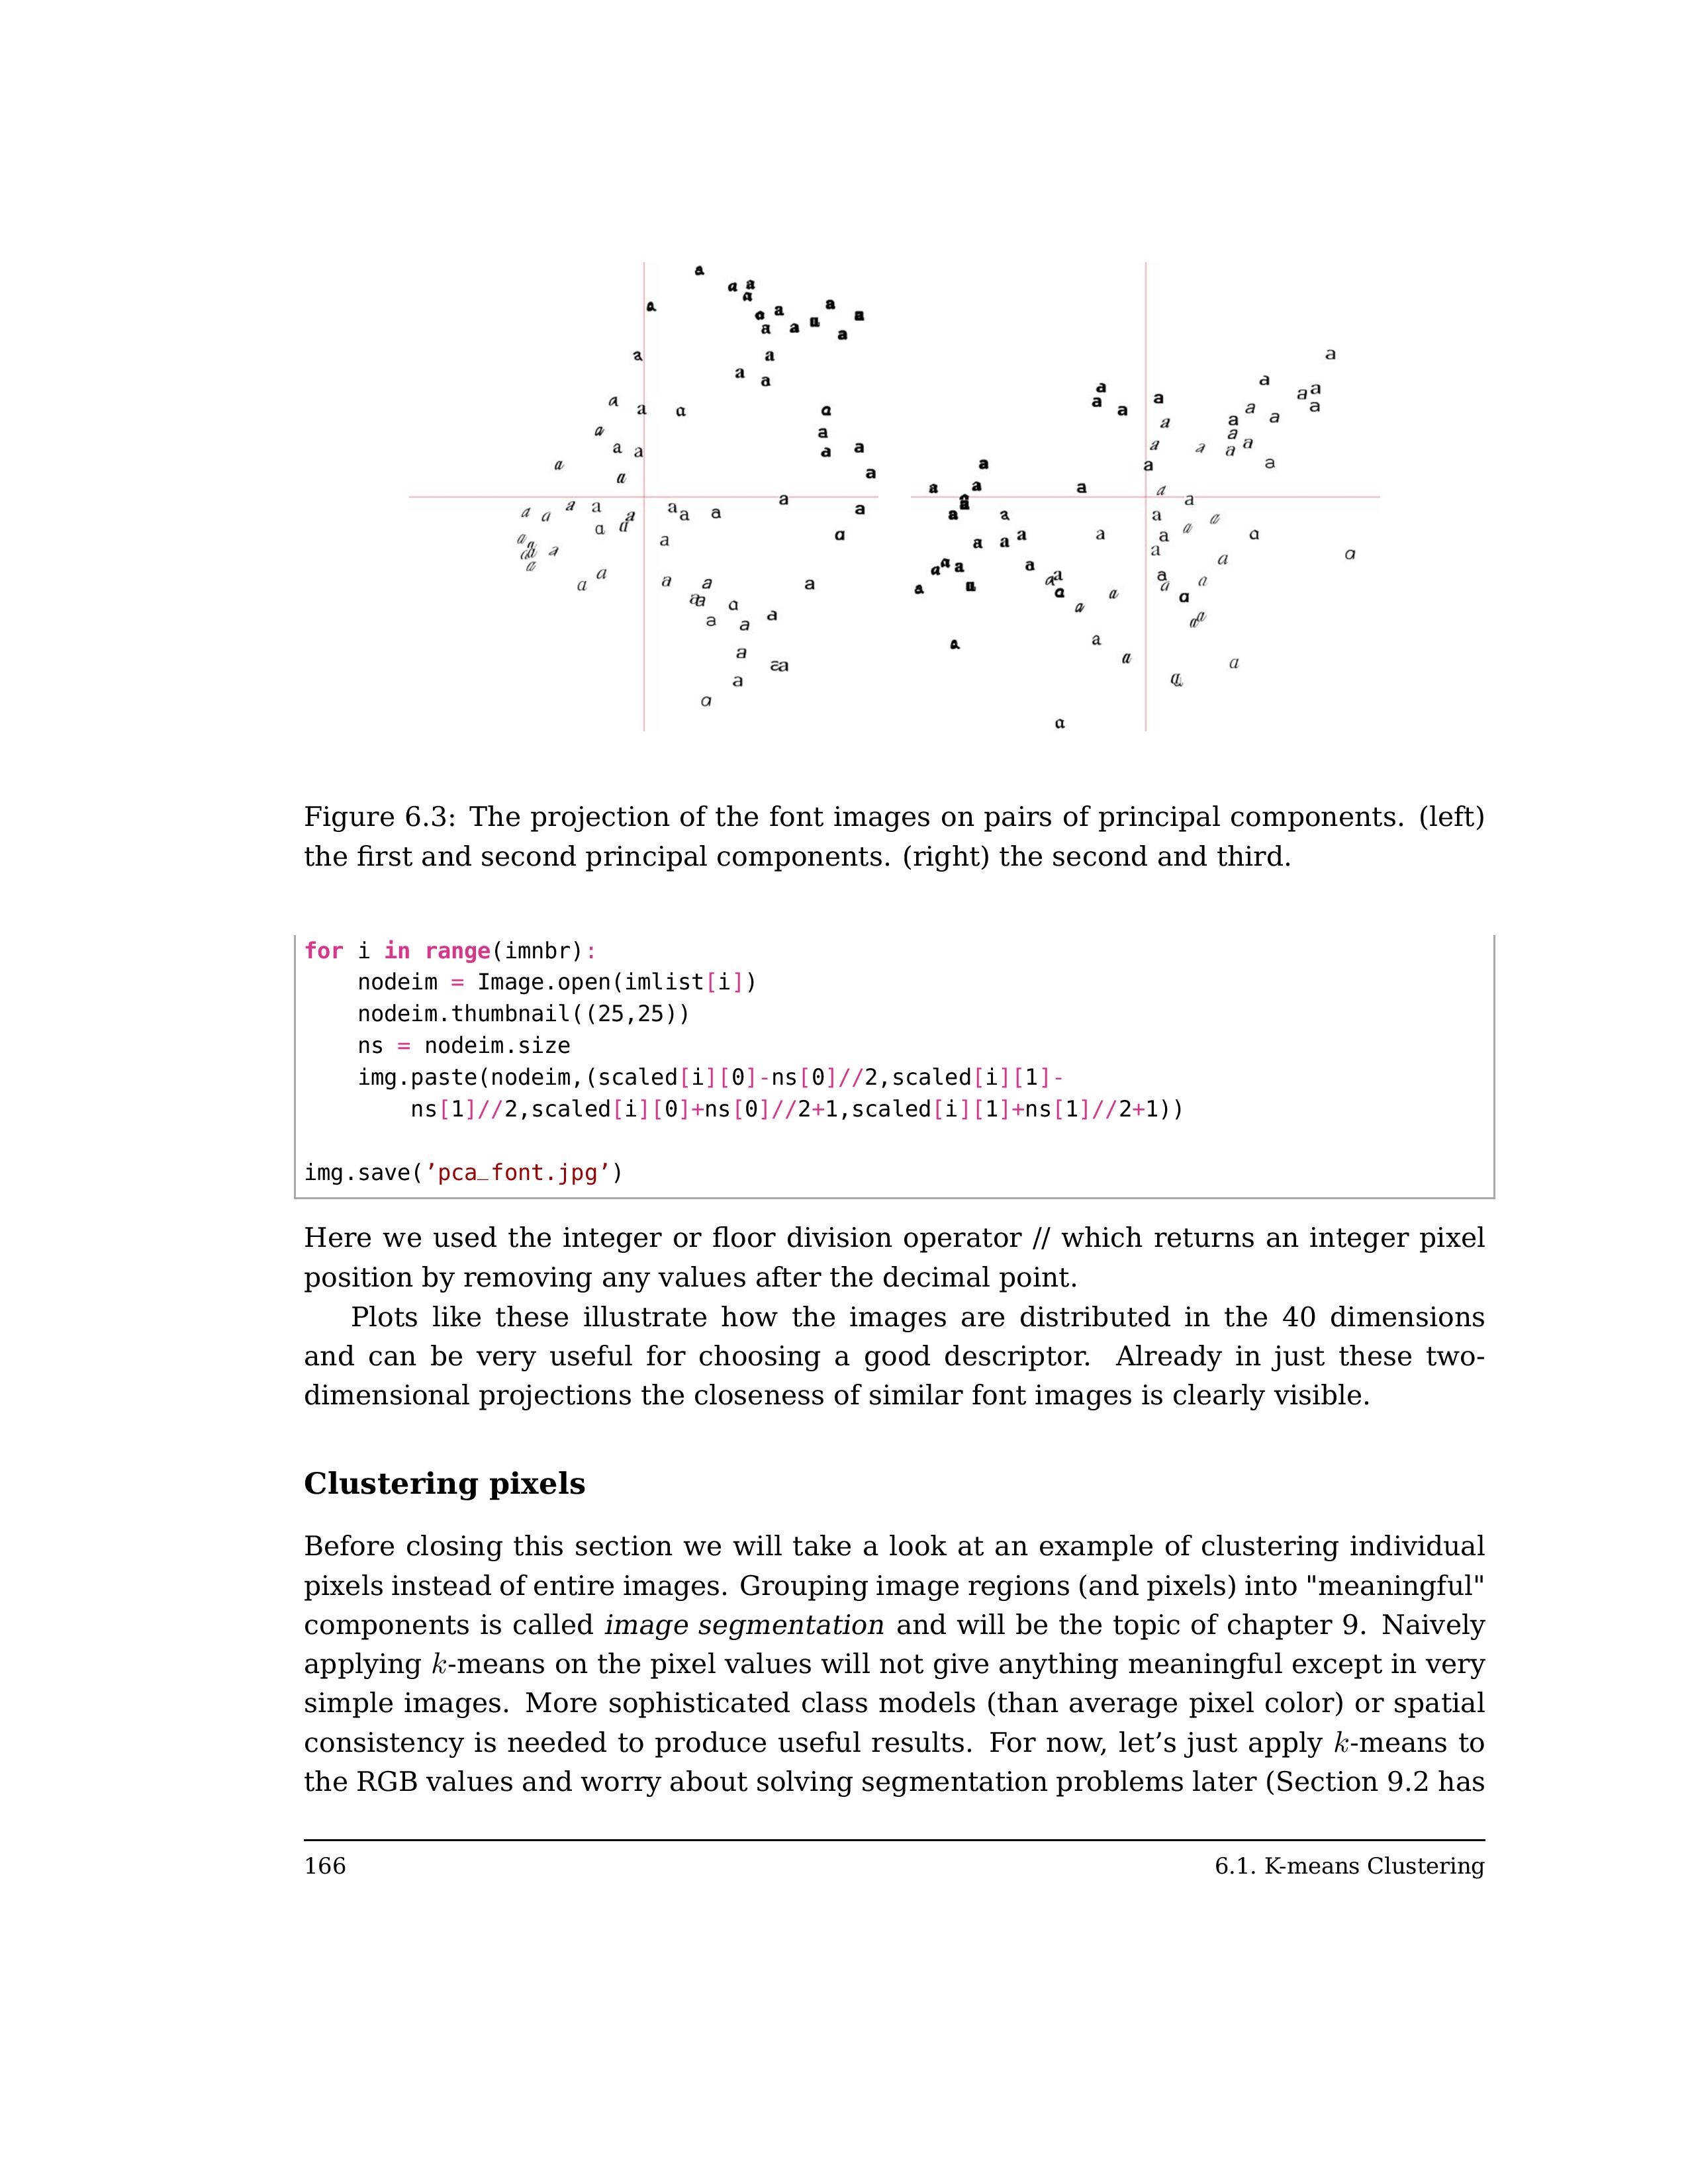 Figure 6.3: The projection of the font images on pairs of principal components. (left)
the first and second principal components. (right) the second and third.
for i in range(imnbr):
    nodeim = Image.open(imlist[i])
    nodeim.thumbnail((25,25))
    ns = nodeim.size
    img.paste(nodeim,(scaled[i][0]-ns[0]//2,scaled[i][1]-
        ns[1]//2,scaled[i][0]+ns[0]//2+1,scaled[i][1]+ns[1]//2+1))
img.save(’pca_font.jpg’)
Here we used the integer or floor division operator // which returns an integer pixel
position by removing any values after the decimal point.
Plots like these illustrate how the images are distributed in the 40 dimensions
and can be very useful for choosing a good descriptor. Already in just these two-
dimensional projections the closeness of similar font images is clearly visible.
Clustering pixels
Before closing this section we will take a look at an example of clustering individual
pixels instead of entire images. Grouping image regions (and pixels) into "meaningful"
components is called image segmentation and will be the topic of chapter 9. Naively
applying k-means on the pixel values will not give anything meaningful except in very
simple images. More sophisticated class models (than average pixel color) or spatial
consistency is needed to produce useful results. For now, let’s just apply k-means to
the RGB values and worry about solving segmentation problems later (Section 9.2 has
166
6.1. K-means Clustering